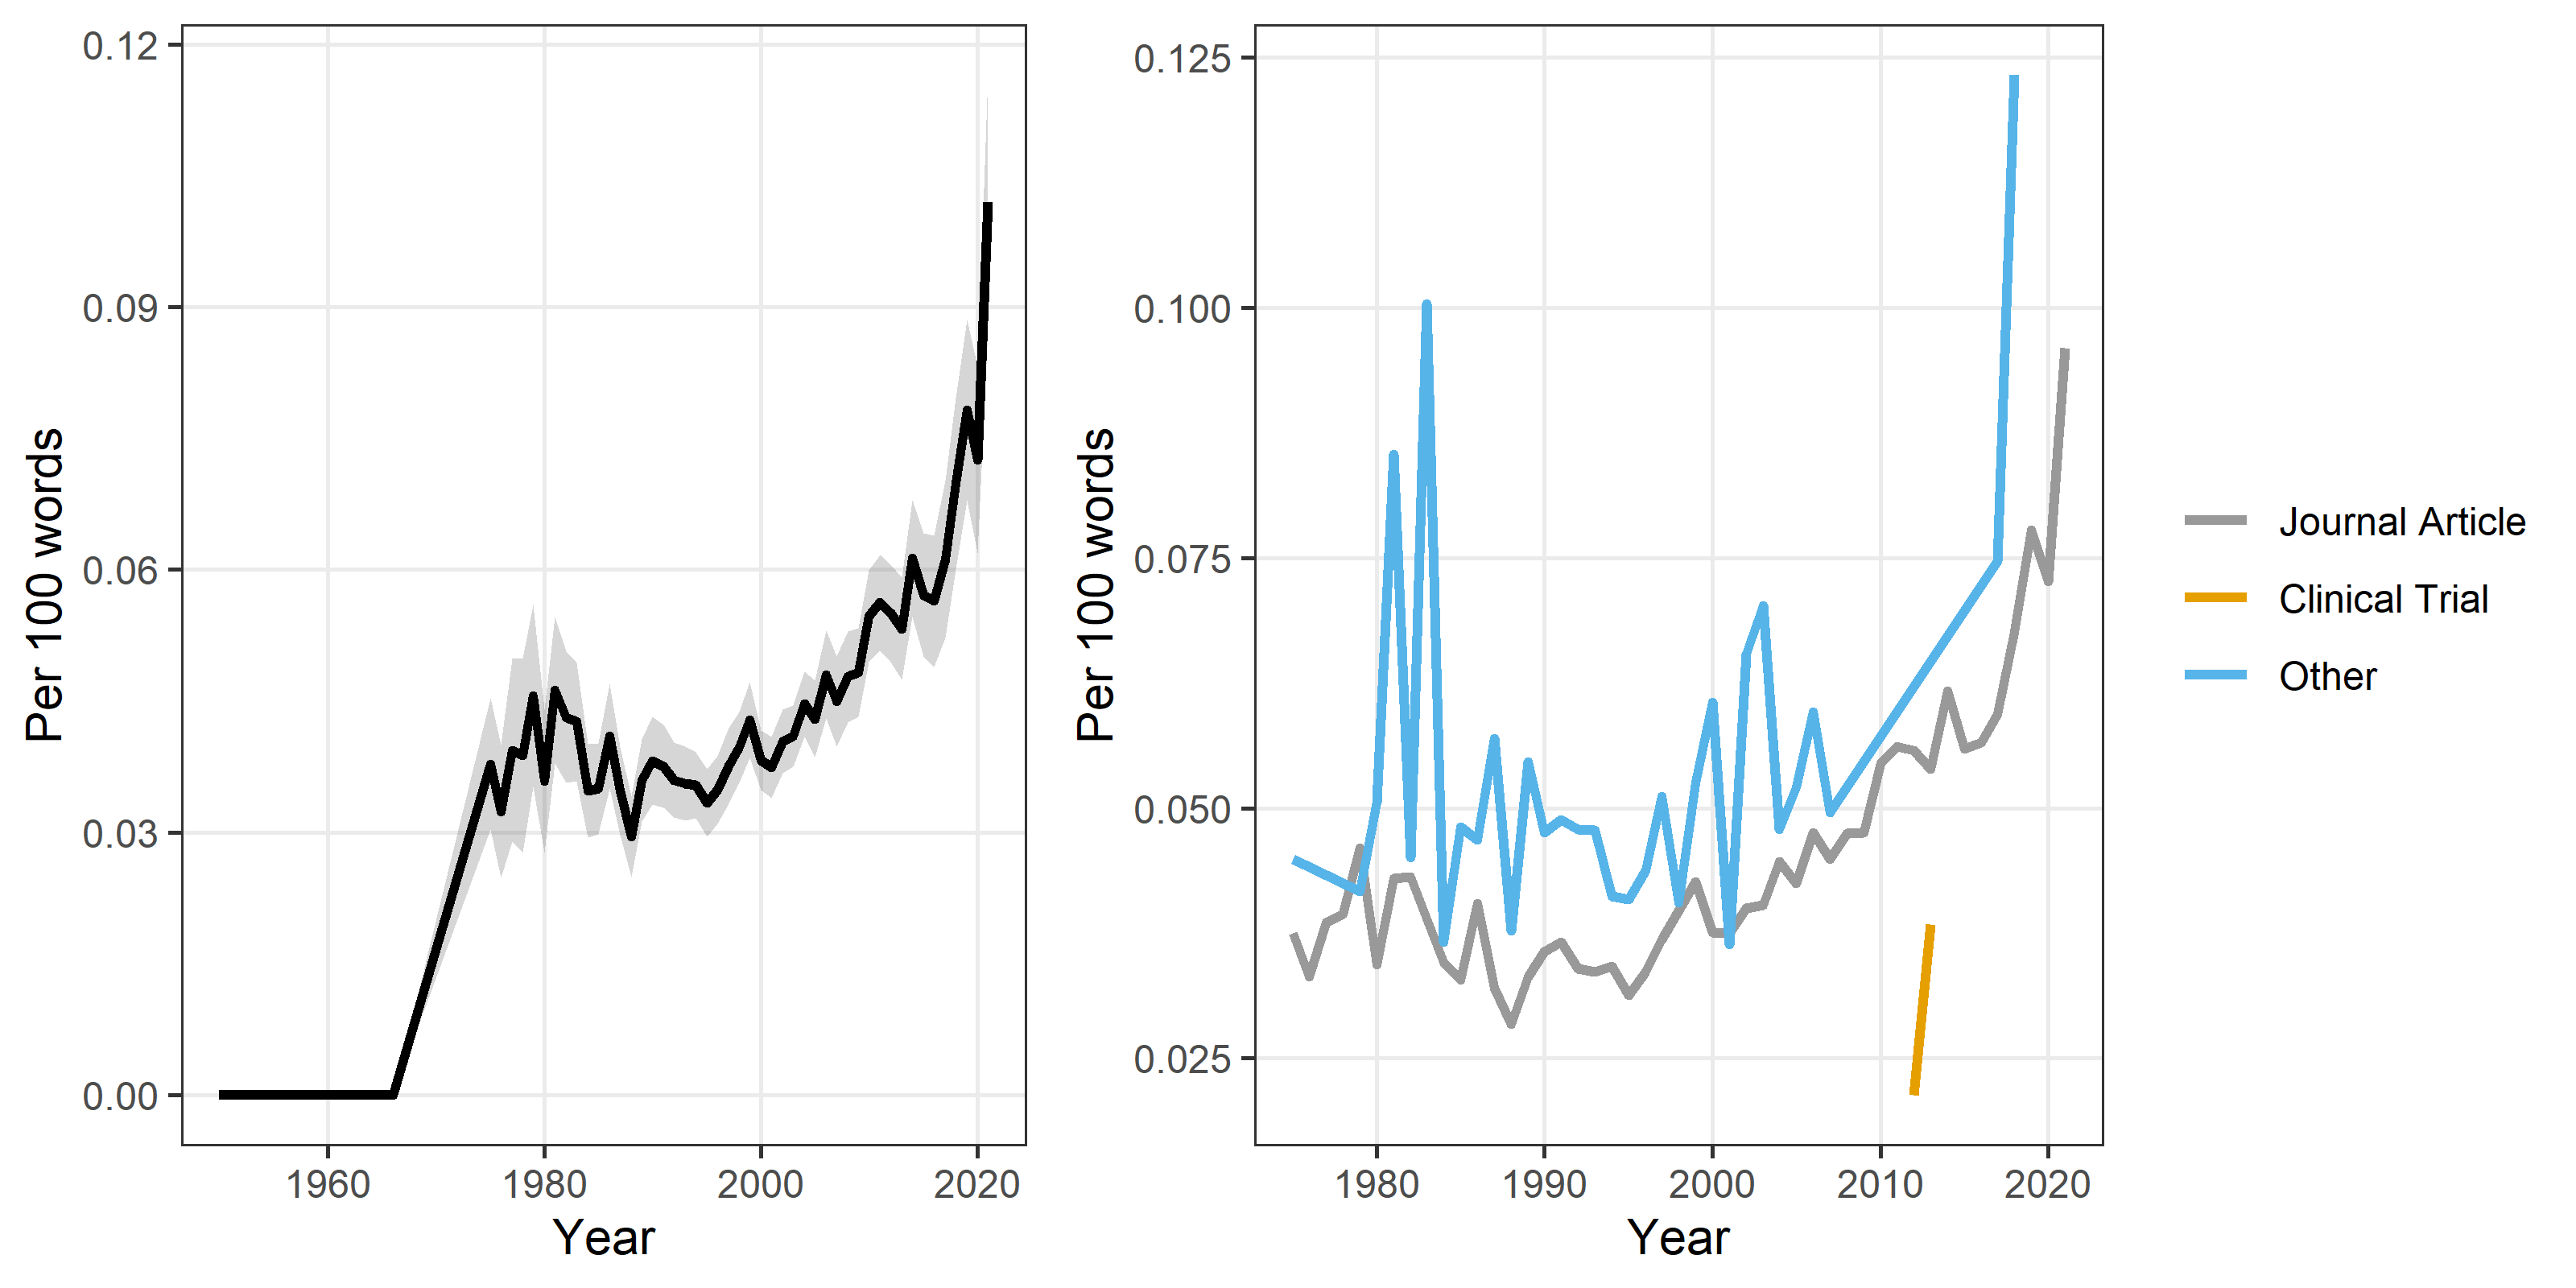 0.12
0.09
0.06
0.03
0.00
Per 100 words
1960 1980 2000 2020
Year
0.125
0.100
0.075
0.050
0.025
Per 100 words
1980 1990 2000 2010 2020
Year
Journal Article
Clinical Trial
Other